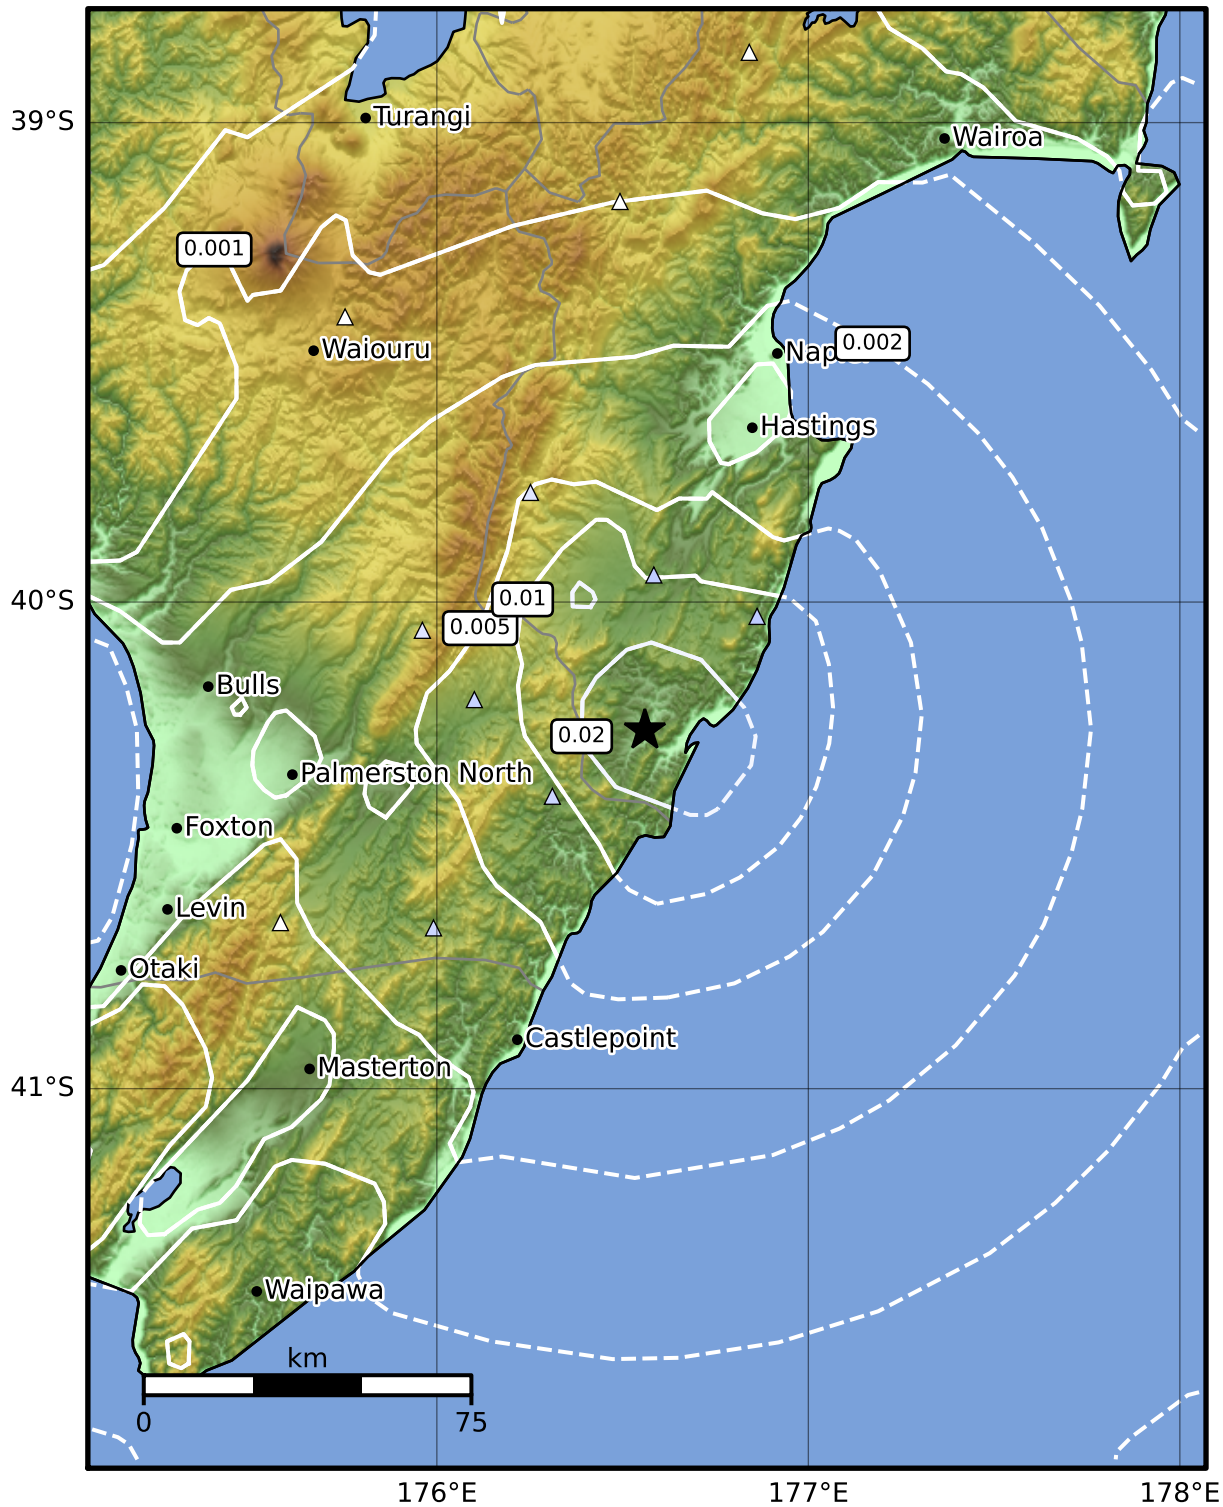 39°S
Turangi
Wairoa
0.001
Waiouru
0.002
Hastings
40°S
0.01
0.005
Bulls
0.02
Palmerston North
Foxton
Levin
Otaki
Castlepoint
Masterton
41°S
Waipawa
km
0 75
176°E 177°E 178°E